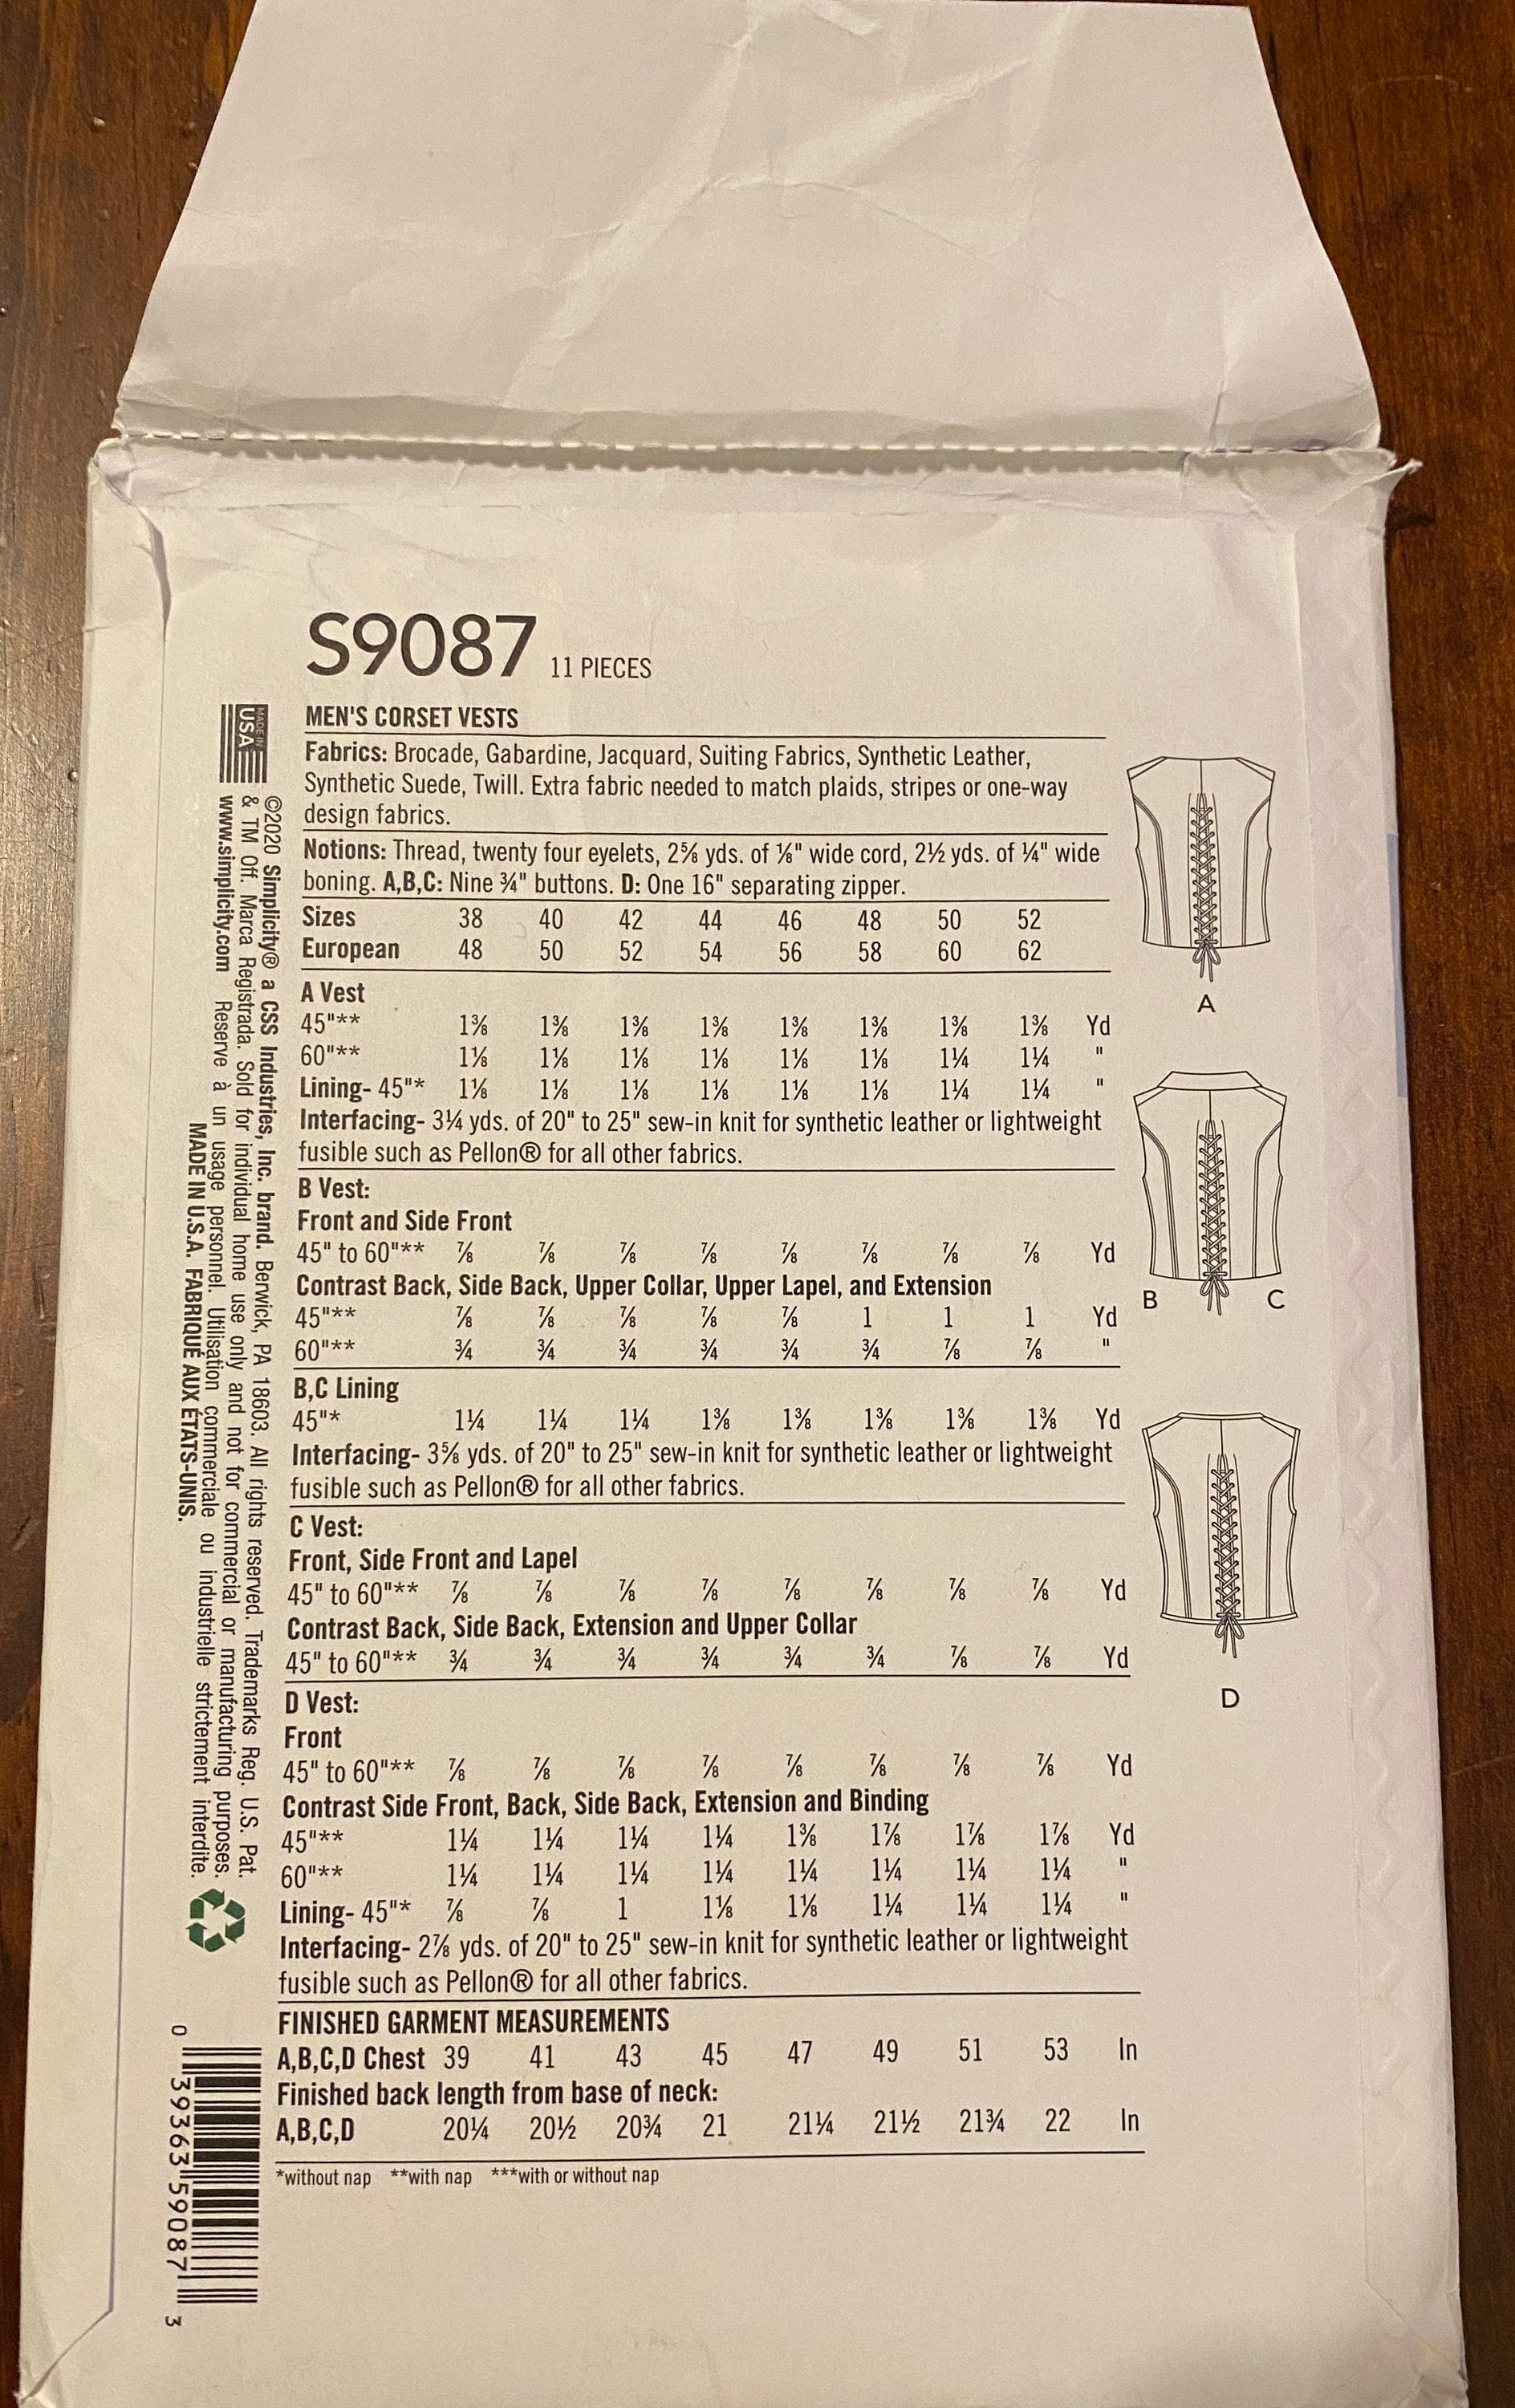 S9087 11 PIECES
MEN'S CORSET VESTS
Fabrics: Brocade, Gabardine, Jacquard, Suiting Fabrics, Synthetic Leather,
Synthetic Suede, Twill. Extra fabric needed to match plaids, stripes or one-way
design fabrics.
Notions: Thread, twenty four eyelets, 2⅝ yds. of ⅛" wide cord, 2½ yds. of ¼" wide
boning. A,B,C: Nine ¾" buttons. D: One 16" separating zipper.
Sizes 38 40 42 44 46 48 50 52
European 48 50 52 54 56 58 60 62
A Vest
45"** 1⅜ 1⅜ 1⅜ 1⅜ 1⅜ 1⅜ 1⅜ 1⅜ Yd
60"** 1⅛ 1⅛ 1⅛ 1⅛ 1⅛ 1⅛ 1¼ 1¼ "
Lining- 45"* 1⅛ 1⅛ 1⅛ 1⅛ 1⅛ 1⅛ 1¼ 1¼ "
Interfacing- 3¼ yds. of 20" to 25" sew-in knit for synthetic leather or lightweight
fusible such as Pellon® for all other fabrics.
B Vest:
Front and Side Front
45" to 60"** ⅞ ⅞ ⅞ ⅞ ⅞ ⅞ ⅞ ⅞ Yd
Contrast Back, Side Back, Upper Collar, Upper Lapel, and Extension
45"** ⅞ ⅞ ⅞ ⅞ ⅞ 1 1 1 Yd
60"** ¾ ¾ ¾ ¾ ¾ ¾ ⅞ ⅞ "
B,C Lining
45"* 1¼ 1¼ 1¼ 1⅜ 1⅜ 1⅜ 1⅜ 1⅜ Yd
Interfacing- 3⅝ yds. of 20" to 25" sew-in knit for synthetic leather or lightweight
fusible such as Pellon® for all other fabrics.
C Vest:
Front, Side Front and Lapel
45" to 60"** ⅞ ⅞ ⅞ ⅞ ⅞ ⅞ ⅞ ⅞ Yd
Contrast Back, Side Back, Extension and Upper Collar
45" to 60"** ¾ ¾ ¾ ¾ ¾ ¾ ⅞ ⅞ Yd
D Vest:
Front
45" to 60"** ⅞ ⅞ ⅞ ⅞ ⅞ ⅞ ⅞ ⅞ Yd
Contrast Side Front, Back, Side Back, Extension and Binding
45"** 1¼ 1¼ 1¼ 1¼ 1⅜ 1⅞ 1⅞ 1⅞ Yd
60"** 1¼ 1¼ 1¼ 1¼ 1¼ 1¼ 1¼ 1¼ "
Lining- 45"* ⅞ ⅞ 1 1⅛ 1⅛ 1¼ 1¼ 1¼ "
Interfacing- 2⅞ yds. of 20" to 25" sew-in knit for synthetic leather or lightweight
fusible such as Pellon® for all other fabrics.
FINISHED GARMENT MEASUREMENTS
A,B,C,D Chest 39 41 43 45 47 49 51 53 In
Finished back length from base of neck:
A,B,C,D 20¼ 20½ 20¾ 21 21¼ 21½ 21¾ 22 In
*without nap **with nap ***with or without nap
A
B C
D
MADE IN
USA
©2020 Simplicity® a CSS Industries, Inc. brand. Berwick, PA 18603. All rights reserved. Trademarks Reg. U.S. Pat.
& TM Off. Marca Registrada. Sold for individual home use only and not for commercial or manufacturing purposes.
www.simplicity.com Reserve à un usage personnel. Utilisation commerciale ou industrielle strictement interdite.
MADE IN U.S.A. FABRIQUÉ AUX ÉTATS-UNIS.
0 39363 59087 3